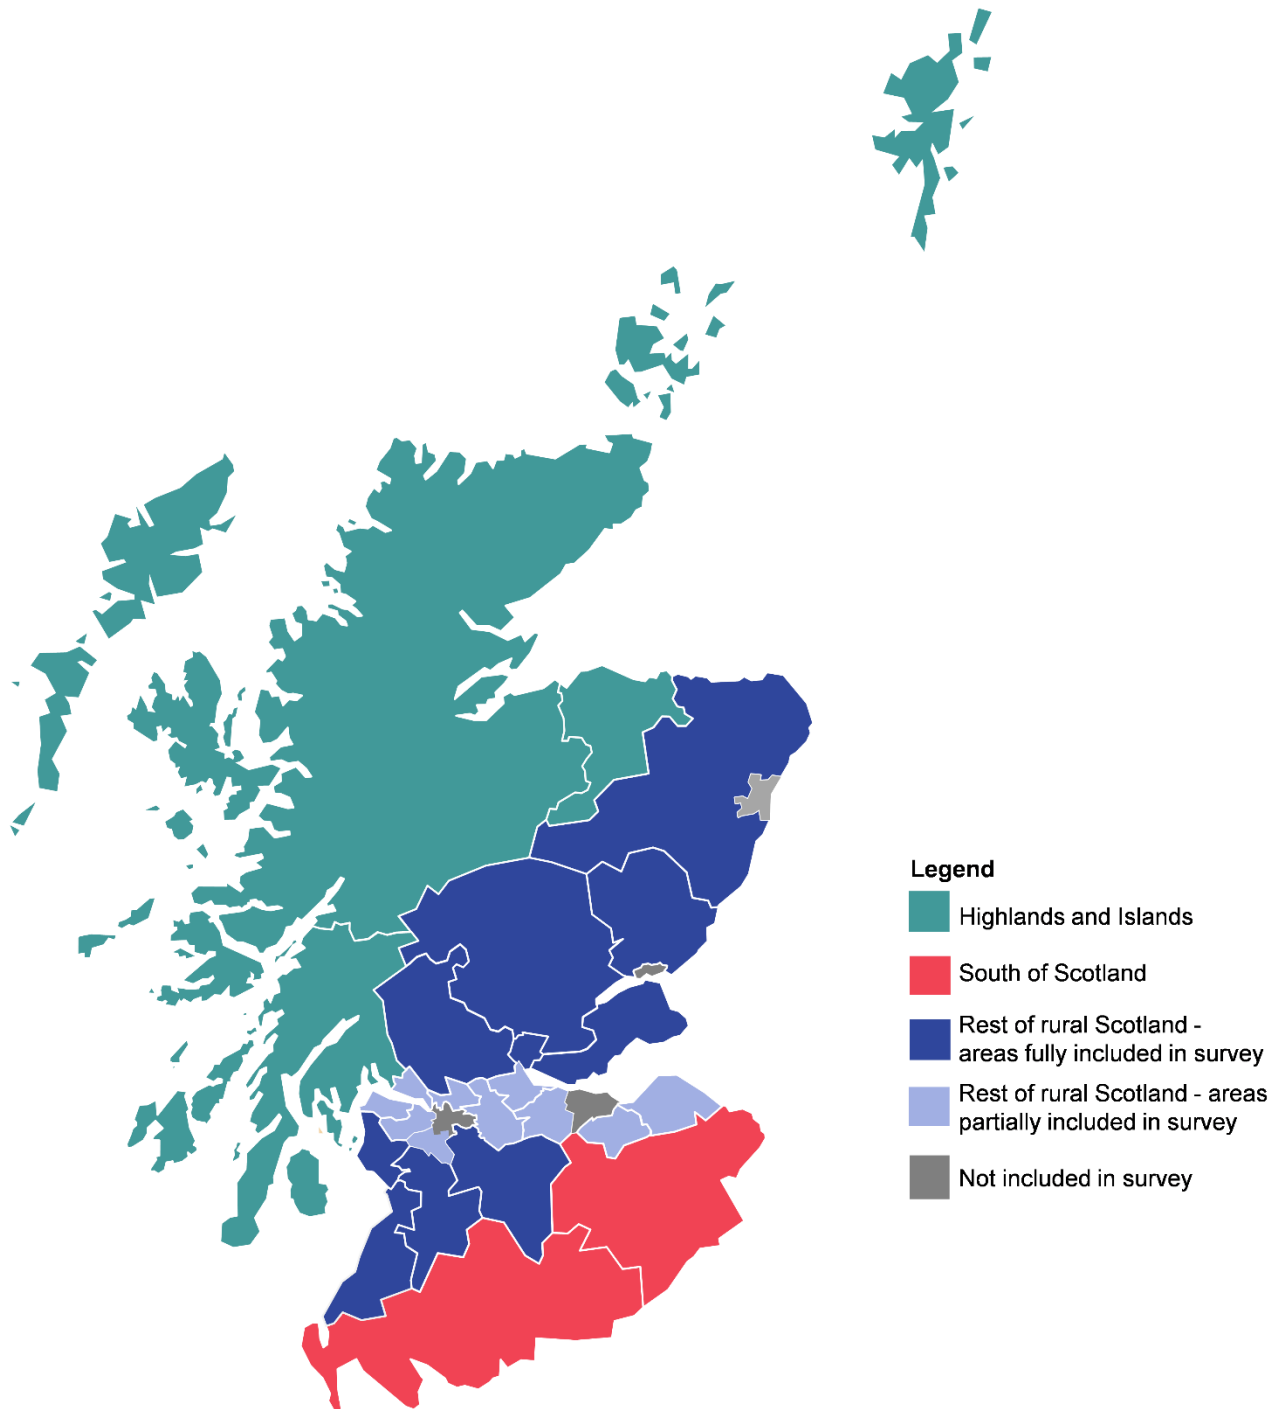 Legend
Highlands and Islands
South of Scotland
Rest of rural Scotland -
areas fully included in survey
Rest of rural Scotland - areas
partially included in survey
Not included in survey